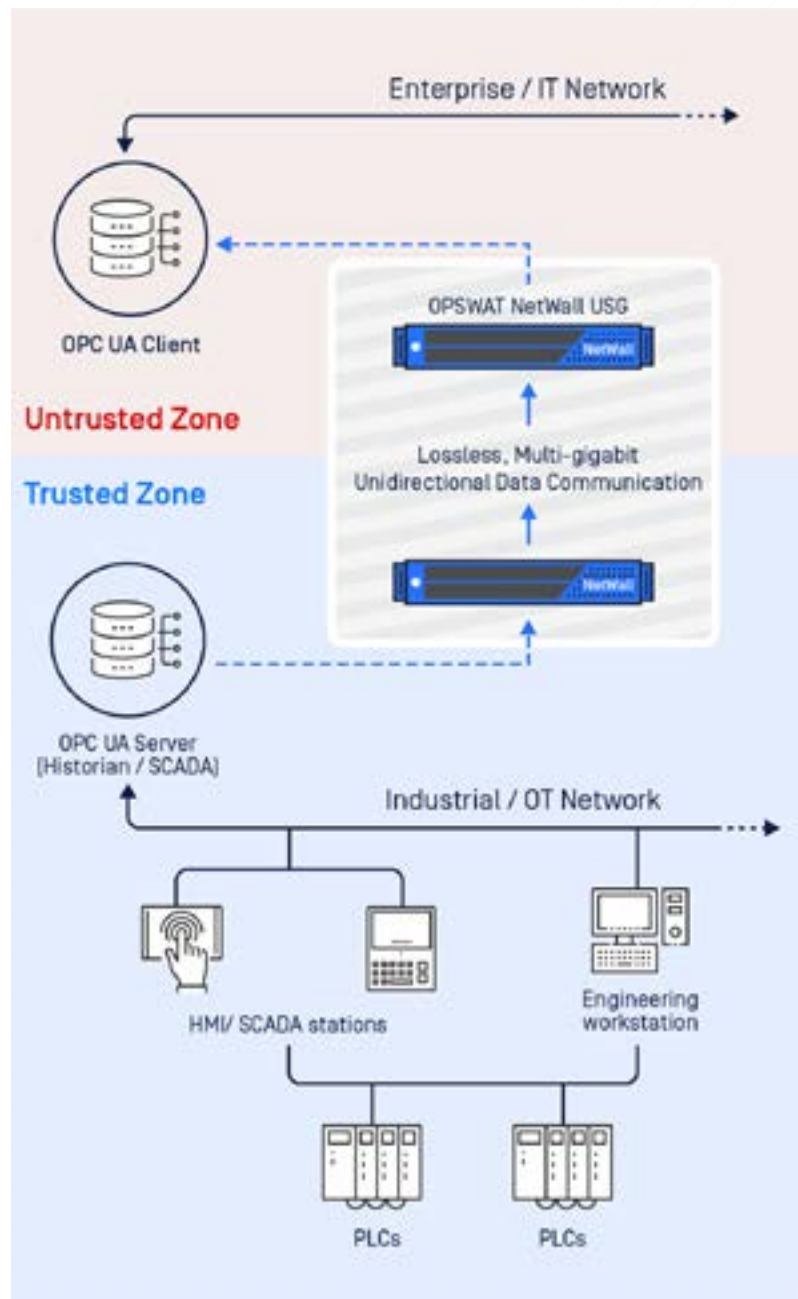 Enterprise / IT Network
OPC UA Client
OPSWAT NetWall USG
NetWall
Untrusted Zone
Lossless, Multi-gigabit
Unidirectional Data Communication
Trusted Zone
NetWall
OPC UA Server
(Historian / SCADA)
Industrial / OT Network
HMI/ SCADA stations
Engineering
workstation
PLCs
PLCs